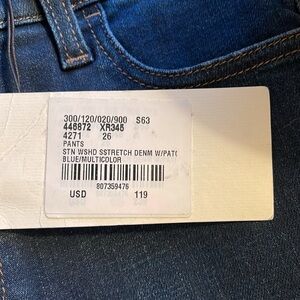 300/120/020/900 S63
446872 XR345
4271 26
PANTS
STN WSHD SSTRETCH DENM W/PAT
BLUE/MULTICOLOR
807359476
USD 119